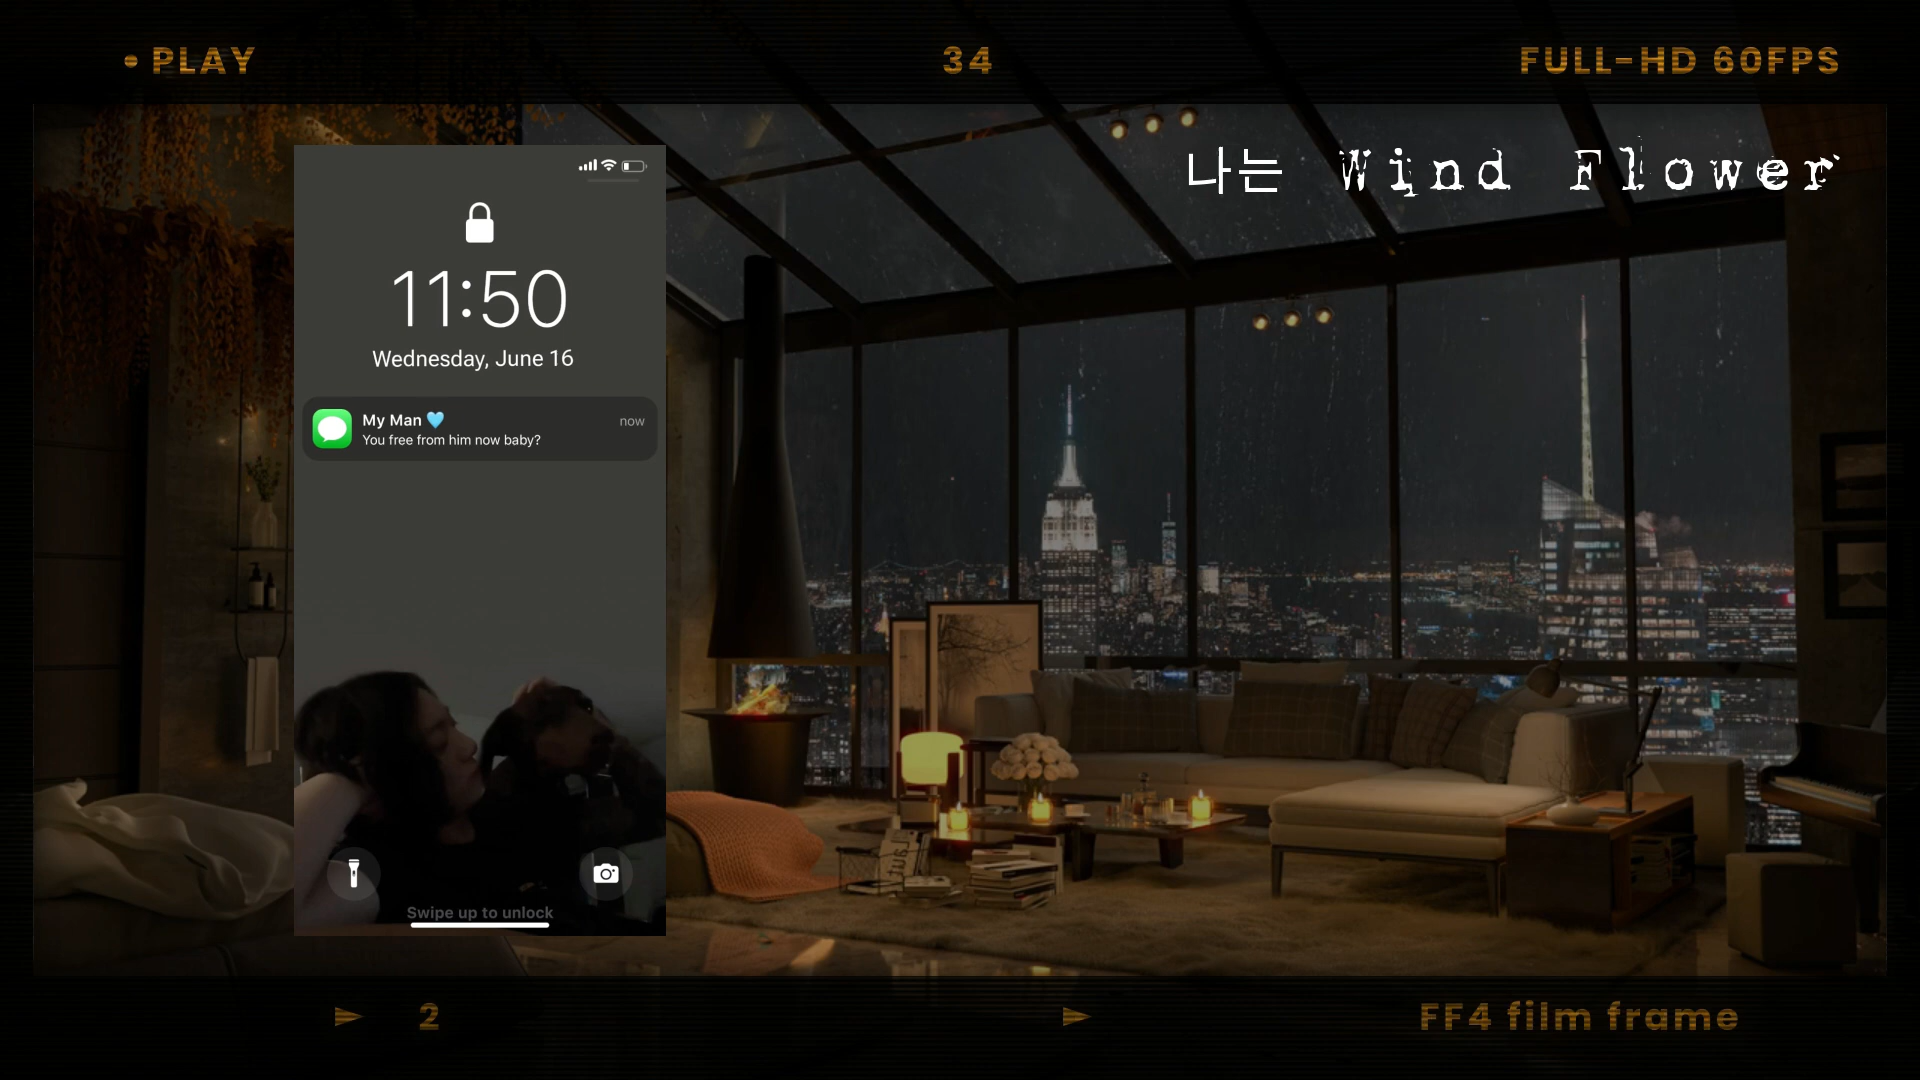 • PLAY
34
FULL-HD 60FPS
나는 Wind Flower
11:50
Wednesday, June 16
My Man 🩵
now
You free from him now baby?
Swipe up to unlock
2
FF4 film frame